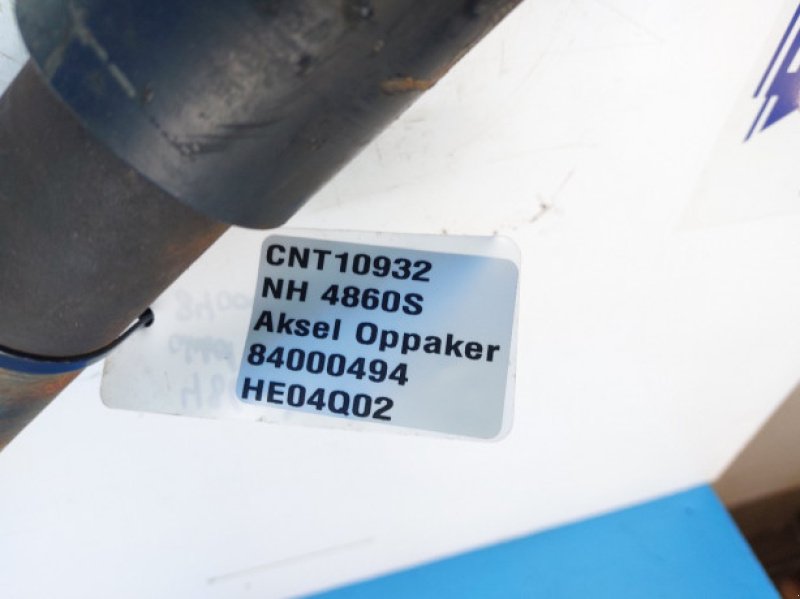 CNT10932
NH 4860S
Aksel Oppaker
84000494
HE04Q02